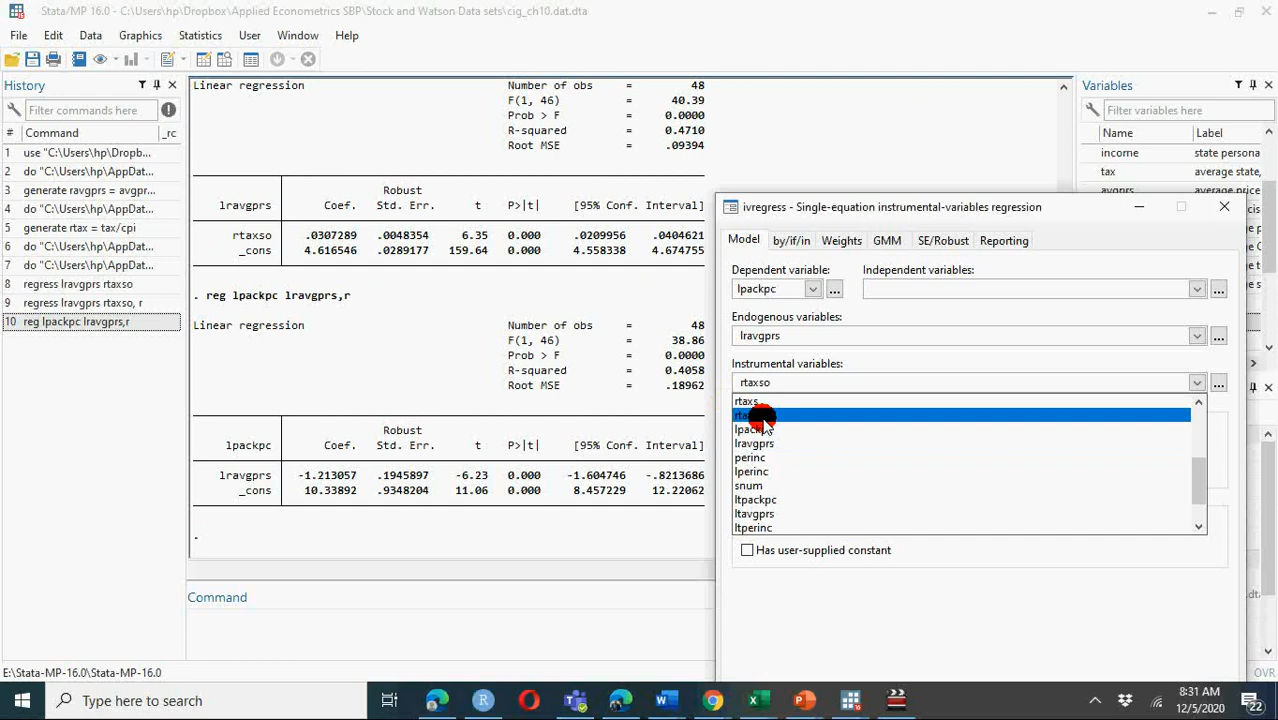 Stata/MP 16.0 - C:\Users\hp\Dropbox\Applied Econometrics SBP\Stock and Watson Data sets\cig_ch10.dat.dta
File Edit Data Graphics Statistics User Window Help
History
Filter commands here
# Command _rc
1 use "C:\Users\hp\Dropb...
2 do "C:\Users\hp\AppDat...
3 generate ravgprs = avgpr...
4 do "C:\Users\hp\AppDat...
5 generate rtax = tax/cpi
6 do "C:\Users\hp\AppDat...
7 do "C:\Users\hp\AppDat...
8 regress lravgprs rtaxso
9 regress lravgprs rtaxso, r
10 reg lpackpc lravgprs,r
Linear regression Number of obs = 48
F(1, 46) = 40.39
Prob > F = 0.0000
R-squared = 0.4710
Root MSE = .09394
Robust
lravgprs Coef. Std. Err. t P>|t| [95% Conf. Interval]
rtaxso .0307289 .0048354 6.35 0.000 .0209956 .0404621
_cons 4.616546 .0289177 159.64 0.000 4.558338 4.674755
. reg lpackpc lravgprs,r
Linear regression Number of obs = 48
F(1, 46) = 38.86
Prob > F = 0.0000
R-squared = 0.4058
Root MSE = .18962
Robust
lpackpc Coef. Std. Err. t P>|t| [95% Conf. Interval]
lravgprs -1.213057 .1945897 -6.23 0.000 -1.604746 -.8213686
_cons 10.33892 .9348204 11.06 0.000 8.457229 12.22062
.
Command
Variables
Filter variables here
Name Label
income state persona
tax average state,
average price
ivregress - Single-equation instrumental-variables regression
Model by/if/in Weights GMM SE/Robust Reporting
Dependent variable: Independent variables:
lpackpc
Endogenous variables:
lravgprs
Instrumental variables:
rtaxso
rtaxs
lravgprs
perinc
lperinc
snum
ltpackpc
ltavgprs
ltperinc
Has user-supplied constant
E:\Stata-MP-16.0\Stata-MP-16.0
OVR
Type here to search
8:31 AM
12/5/2020
22